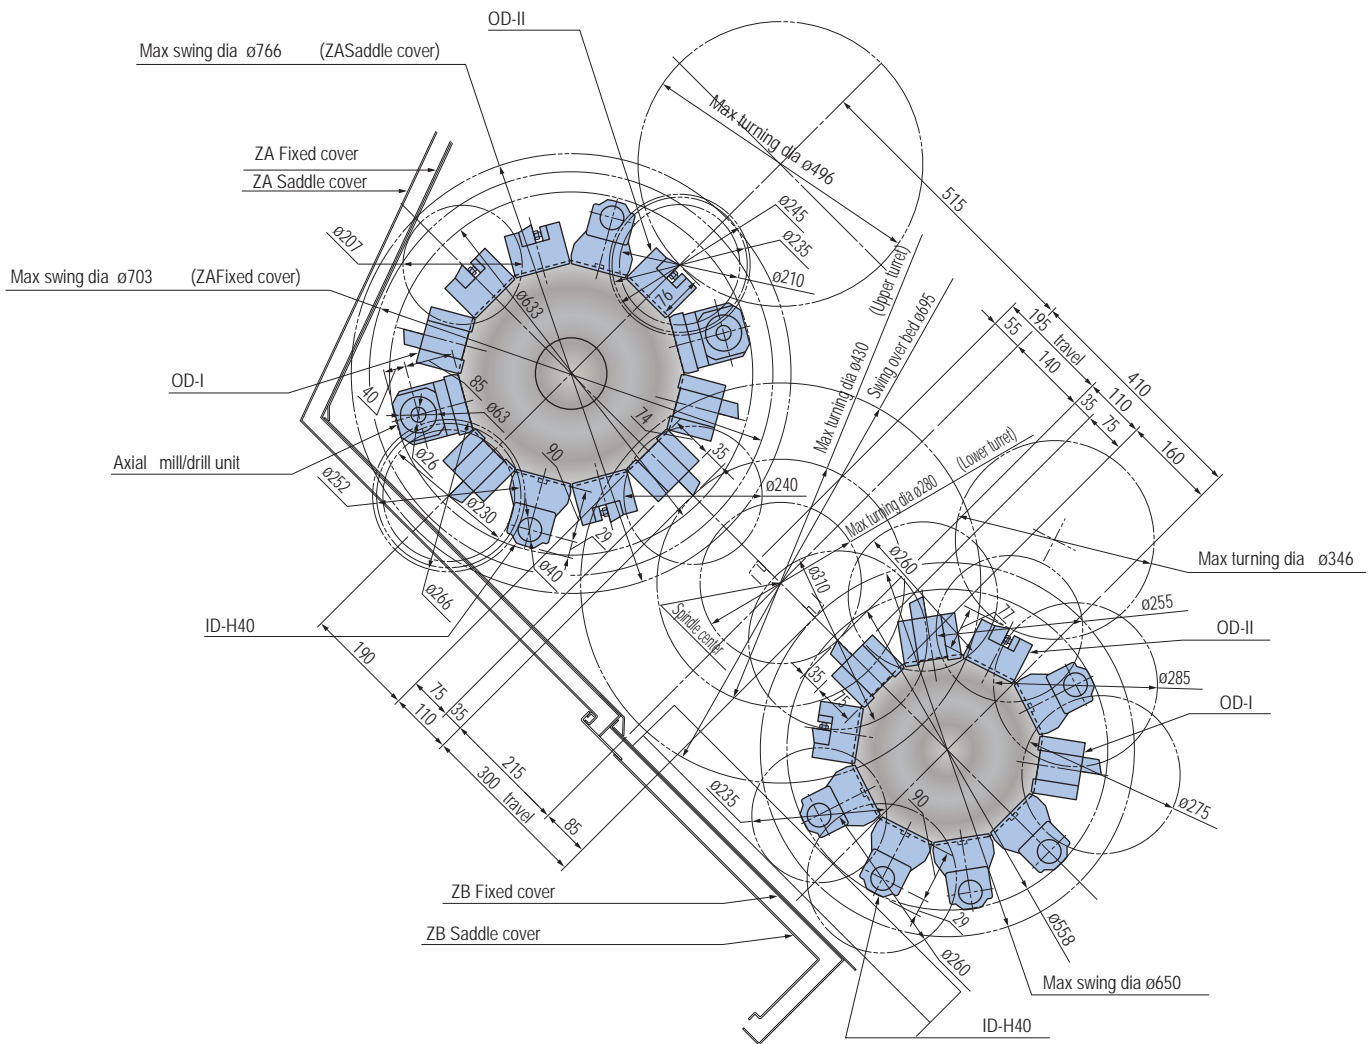 OD-II
Max swing dia ø766 (ZASaddle cover)
Max turning dia ø496
ZA Fixed cover
ZA Saddle cover
515
ø245
ø235
ø210
ø207
Max swing dia ø703 (ZAFixed cover)
ø633
76
(Upper turret)
Max turning dia ø430
Swing over bed ø695
55
195 travel
140
410
110
35
75
160
OD-I
40
85
ø63
74
35
90
Axial mill/drill unit
ø26
ø252
ø230
ø240
29
ø40
ø266
ID-H40
(Lower turret)
Max turning dia ø280
Max turning dia ø346
ø260
ø310
Spindle center
77
ø255
OD-II
ø285
OD-I
35
75
190
75
110
35
215
300 travel
85
ø235
90
ø275
ZB Fixed cover
ZB Saddle cover
29
ø558
ø260
Max swing dia ø650
ID-H40